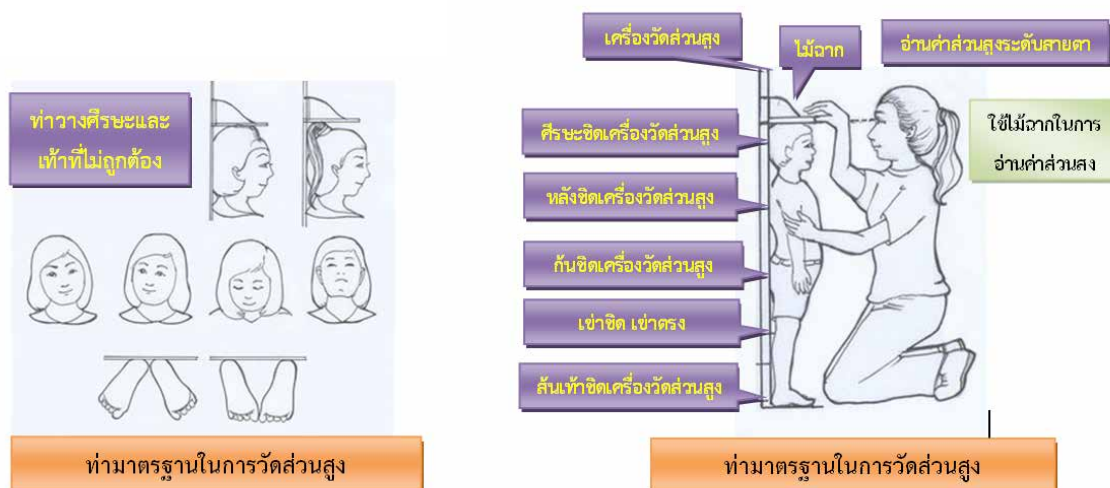 ท่าวางศีรษะและ
เท้าที่ไม่ถูกต้อง
ท่ามาตรฐานในการวัดส่วนสูง
เครื่องวัดส่วนสูง
ไม้ฉาก
อ่านค่าส่วนสูงระดับสายตา
ใช้ไม้ฉากในการ
อ่านค่าส่วนสูง
ศีรษะชิดเครื่องวัดส่วนสูง
หลังชิดเครื่องวัดส่วนสูง
ก้นชิดเครื่องวัดส่วนสูง
เข่าชิด เข่าตรง
ส้นเท้าชิดเครื่องวัดส่วนสูง
ท่ามาตรฐานในการวัดส่วนสูง